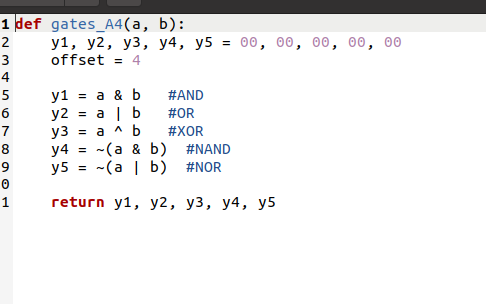 1 def gates_A4(a, b):
2     y1, y2, y3, y4, y5 = 00, 00, 00, 00, 00
3     offset = 4
4
5     y1 = a & b   #AND
6     y2 = a | b   #OR
7     y3 = a ^ b   #XOR
8     y4 = ~(a & b)  #NAND
9     y5 = ~(a | b)  #NOR
0
1     return y1, y2, y3, y4, y5